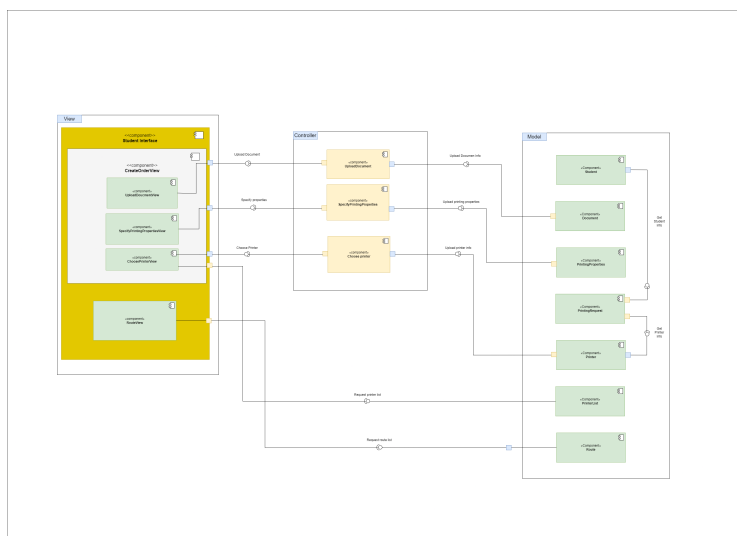 View
<<component>>
Student interface
<<component>>
CreateOrderView
<<component>>
UploadDocumentView
<<component>>
SpecifyPrintingPropertiesView
<<component>>
ChoosePrinterView
<<component>>
RouteView
Upload Document
Specify properties
Choose Printer
Controller
<<component>>
UploadDocument
<<component>>
SpecifyPrintingProperties
<<component>>
Choose printer
Upload Document info
Upload printing properties
Upload printer info
Request printer list
Request route list
Model
<<Component>>
Student
<<Component>>
Document
<<Component>>
PrintingProperties
<<Component>>
PrintingRequest
<<Component>>
Printer
<<Component>>
PrinterList
<<Component>>
Route
Get
Student
info
Get
Printer
info